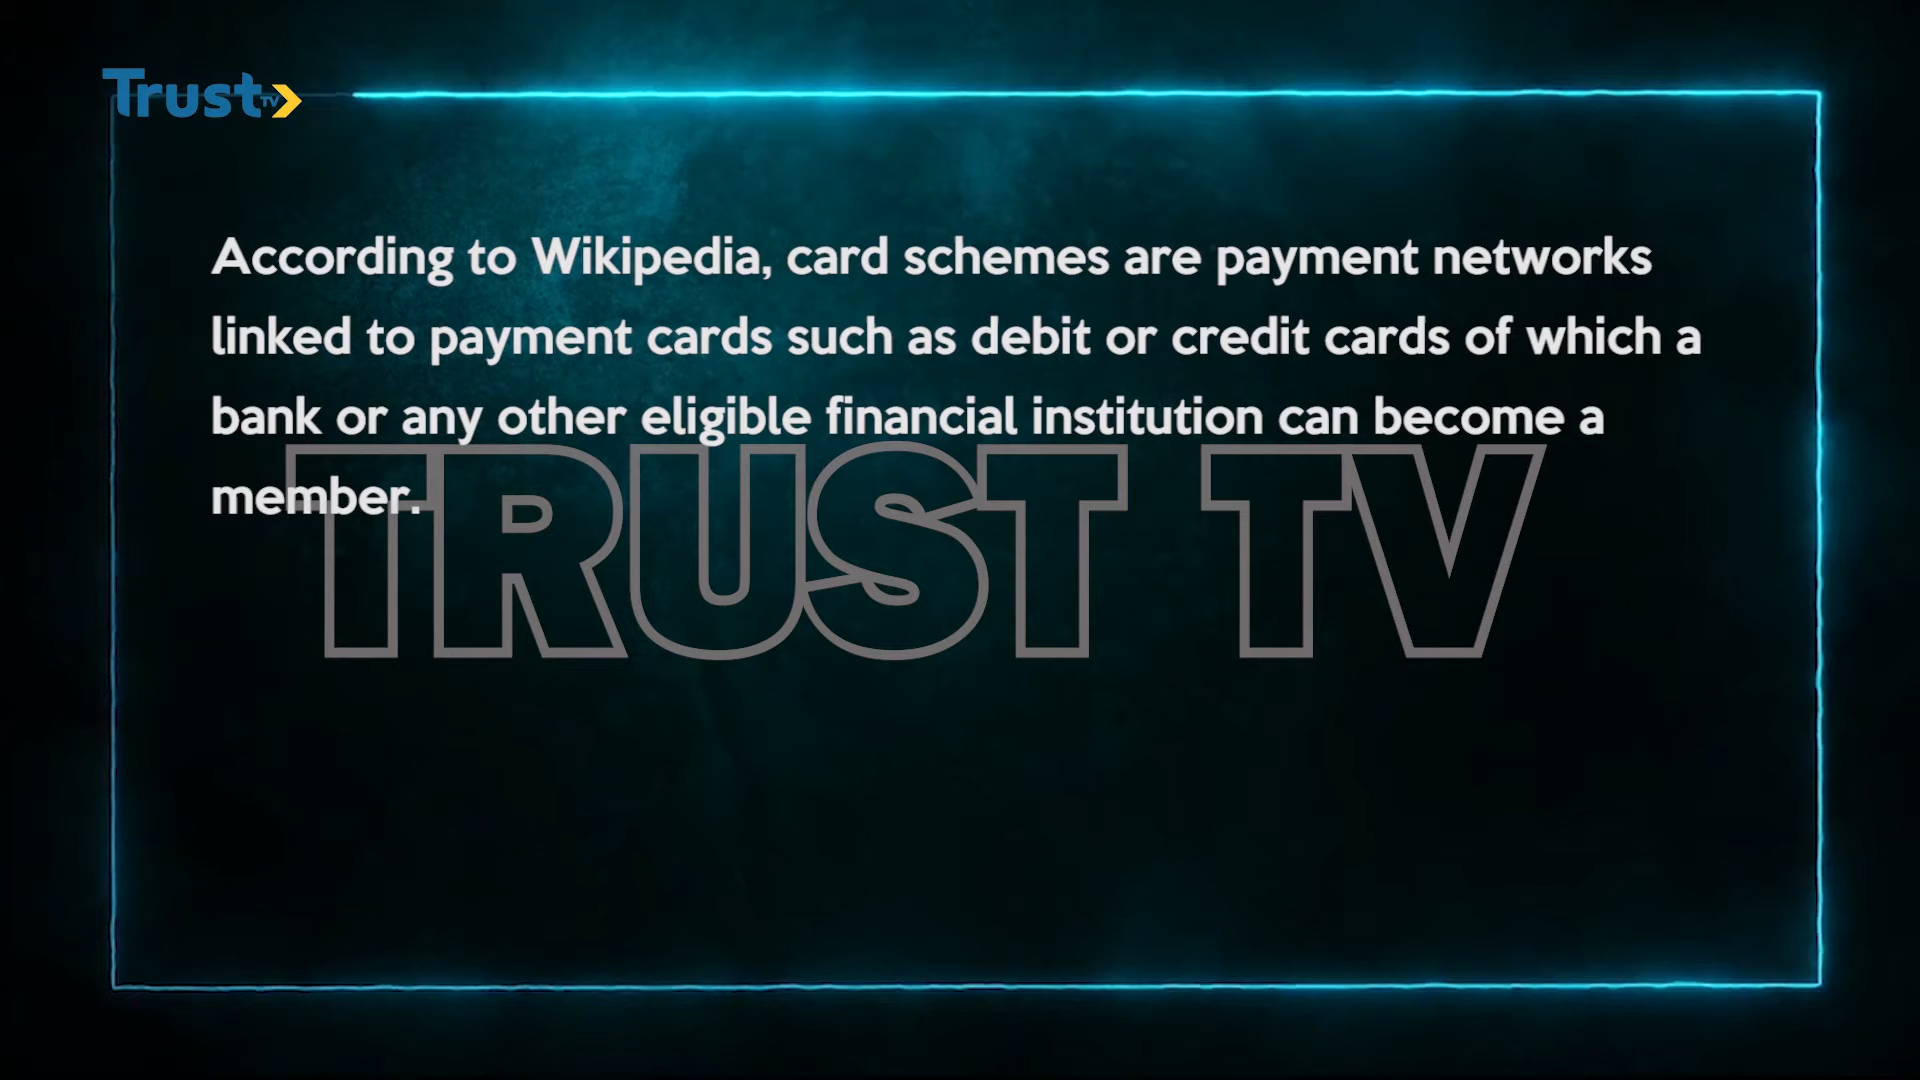 Trust TV
According to Wikipedia, card schemes are payment networks
linked to payment cards such as debit or credit cards of which a
bank or any other eligible financial institution can become a
member.
TRUST TV